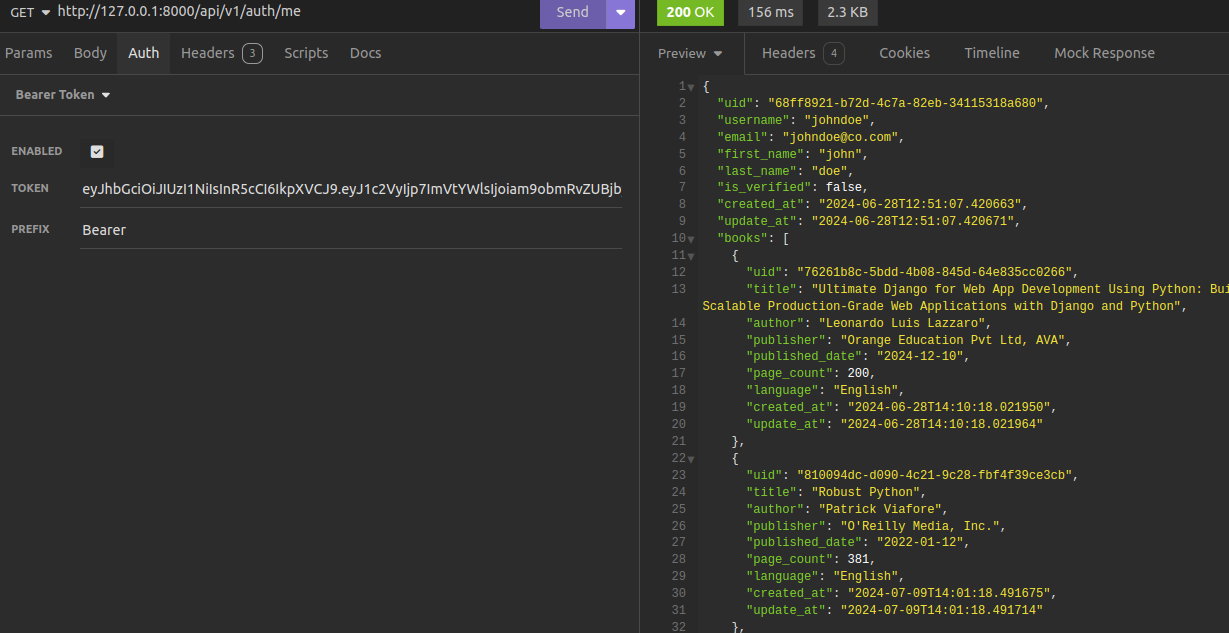 GET http://127.0.0.1:8000/api/v1/auth/me Send 200 OK 156 ms 2.3 KB
Params Body Auth Headers 3 Scripts Docs
Preview Headers 4 Cookies Timeline Mock Response
Bearer Token
ENABLED
TOKEN eyJhbGciOiJIUzI1NiIsInR5cCI6IkpXVCJ9.eyJ1c2VyIjp7ImVtYWlsIjoiam9obmRvZUBjb
PREFIX Bearer
1 {
2 "uid": "68ff8921-b72d-4c7a-82eb-34115318a680",
3 "username": "johndoe",
4 "email": "johndoe@co.com",
5 "first_name": "john",
6 "last_name": "doe",
7 "is_verified": false,
8 "created_at": "2024-06-28T12:51:07.420663",
9 "update_at": "2024-06-28T12:51:07.420671",
10 "books": [
11 {
12 "uid": "76261b8c-5bdd-4b08-845d-64e835cc0266",
13 "title": "Ultimate Django for Web App Development Using Python: Bui
Scalable Production-Grade Web Applications with Django and Python",
14 "author": "Leonardo Luis Lazzaro",
15 "publisher": "Orange Education Pvt Ltd, AVA",
16 "published_date": "2024-12-10",
17 "page_count": 200,
18 "language": "English",
19 "created_at": "2024-06-28T14:10:18.021950",
20 "update_at": "2024-06-28T14:10:18.021964"
21 },
22 {
23 "uid": "810094dc-d090-4c21-9c28-fbf4f39ce3cb",
24 "title": "Robust Python",
25 "author": "Patrick Viafore",
26 "publisher": "O'Reilly Media, Inc.",
27 "published_date": "2022-01-12",
28 "page_count": 381,
29 "language": "English",
30 "created_at": "2024-07-09T14:01:18.491675",
31 "update_at": "2024-07-09T14:01:18.491714"
32 },